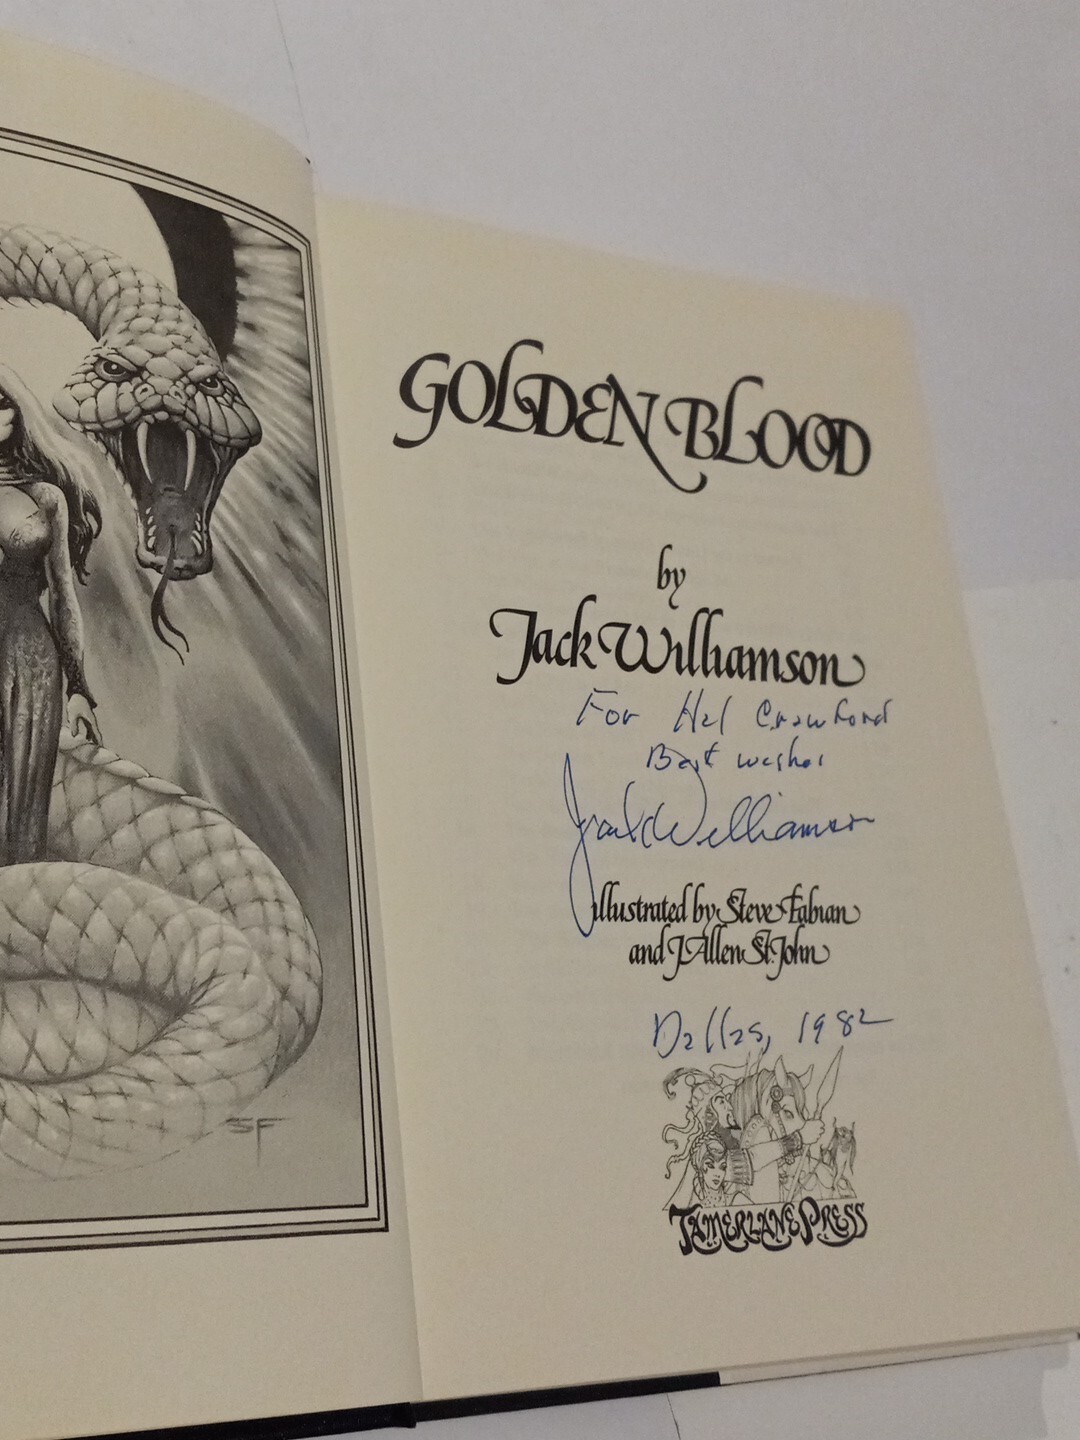 GOLDEN BLOOD
by
Jack Williamson
For Hal Crawford
Best wishes
Jack Williamson
illustrated by Steve Fabian
and J. Allen St. John
Dallas, 1982
TAMERLANE PRESS
SF